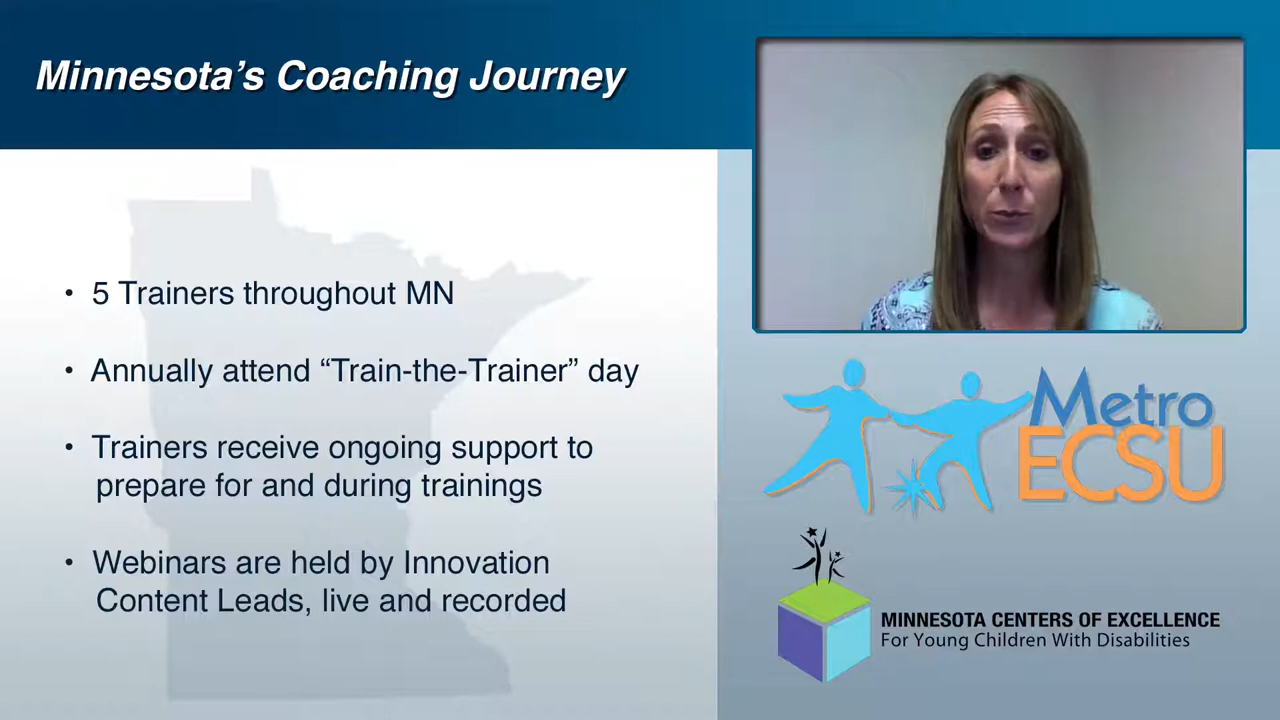 Minnesota’s Coaching Journey
• 5 Trainers throughout MN
• Annually attend “Train-the-Trainer” day
• Trainers receive ongoing support to
prepare for and during trainings
• Webinars are held by Innovation
Content Leads, live and recorded
Metro
ECSU
MINNESOTA CENTERS OF EXCELLENCE
For Young Children With Disabilities